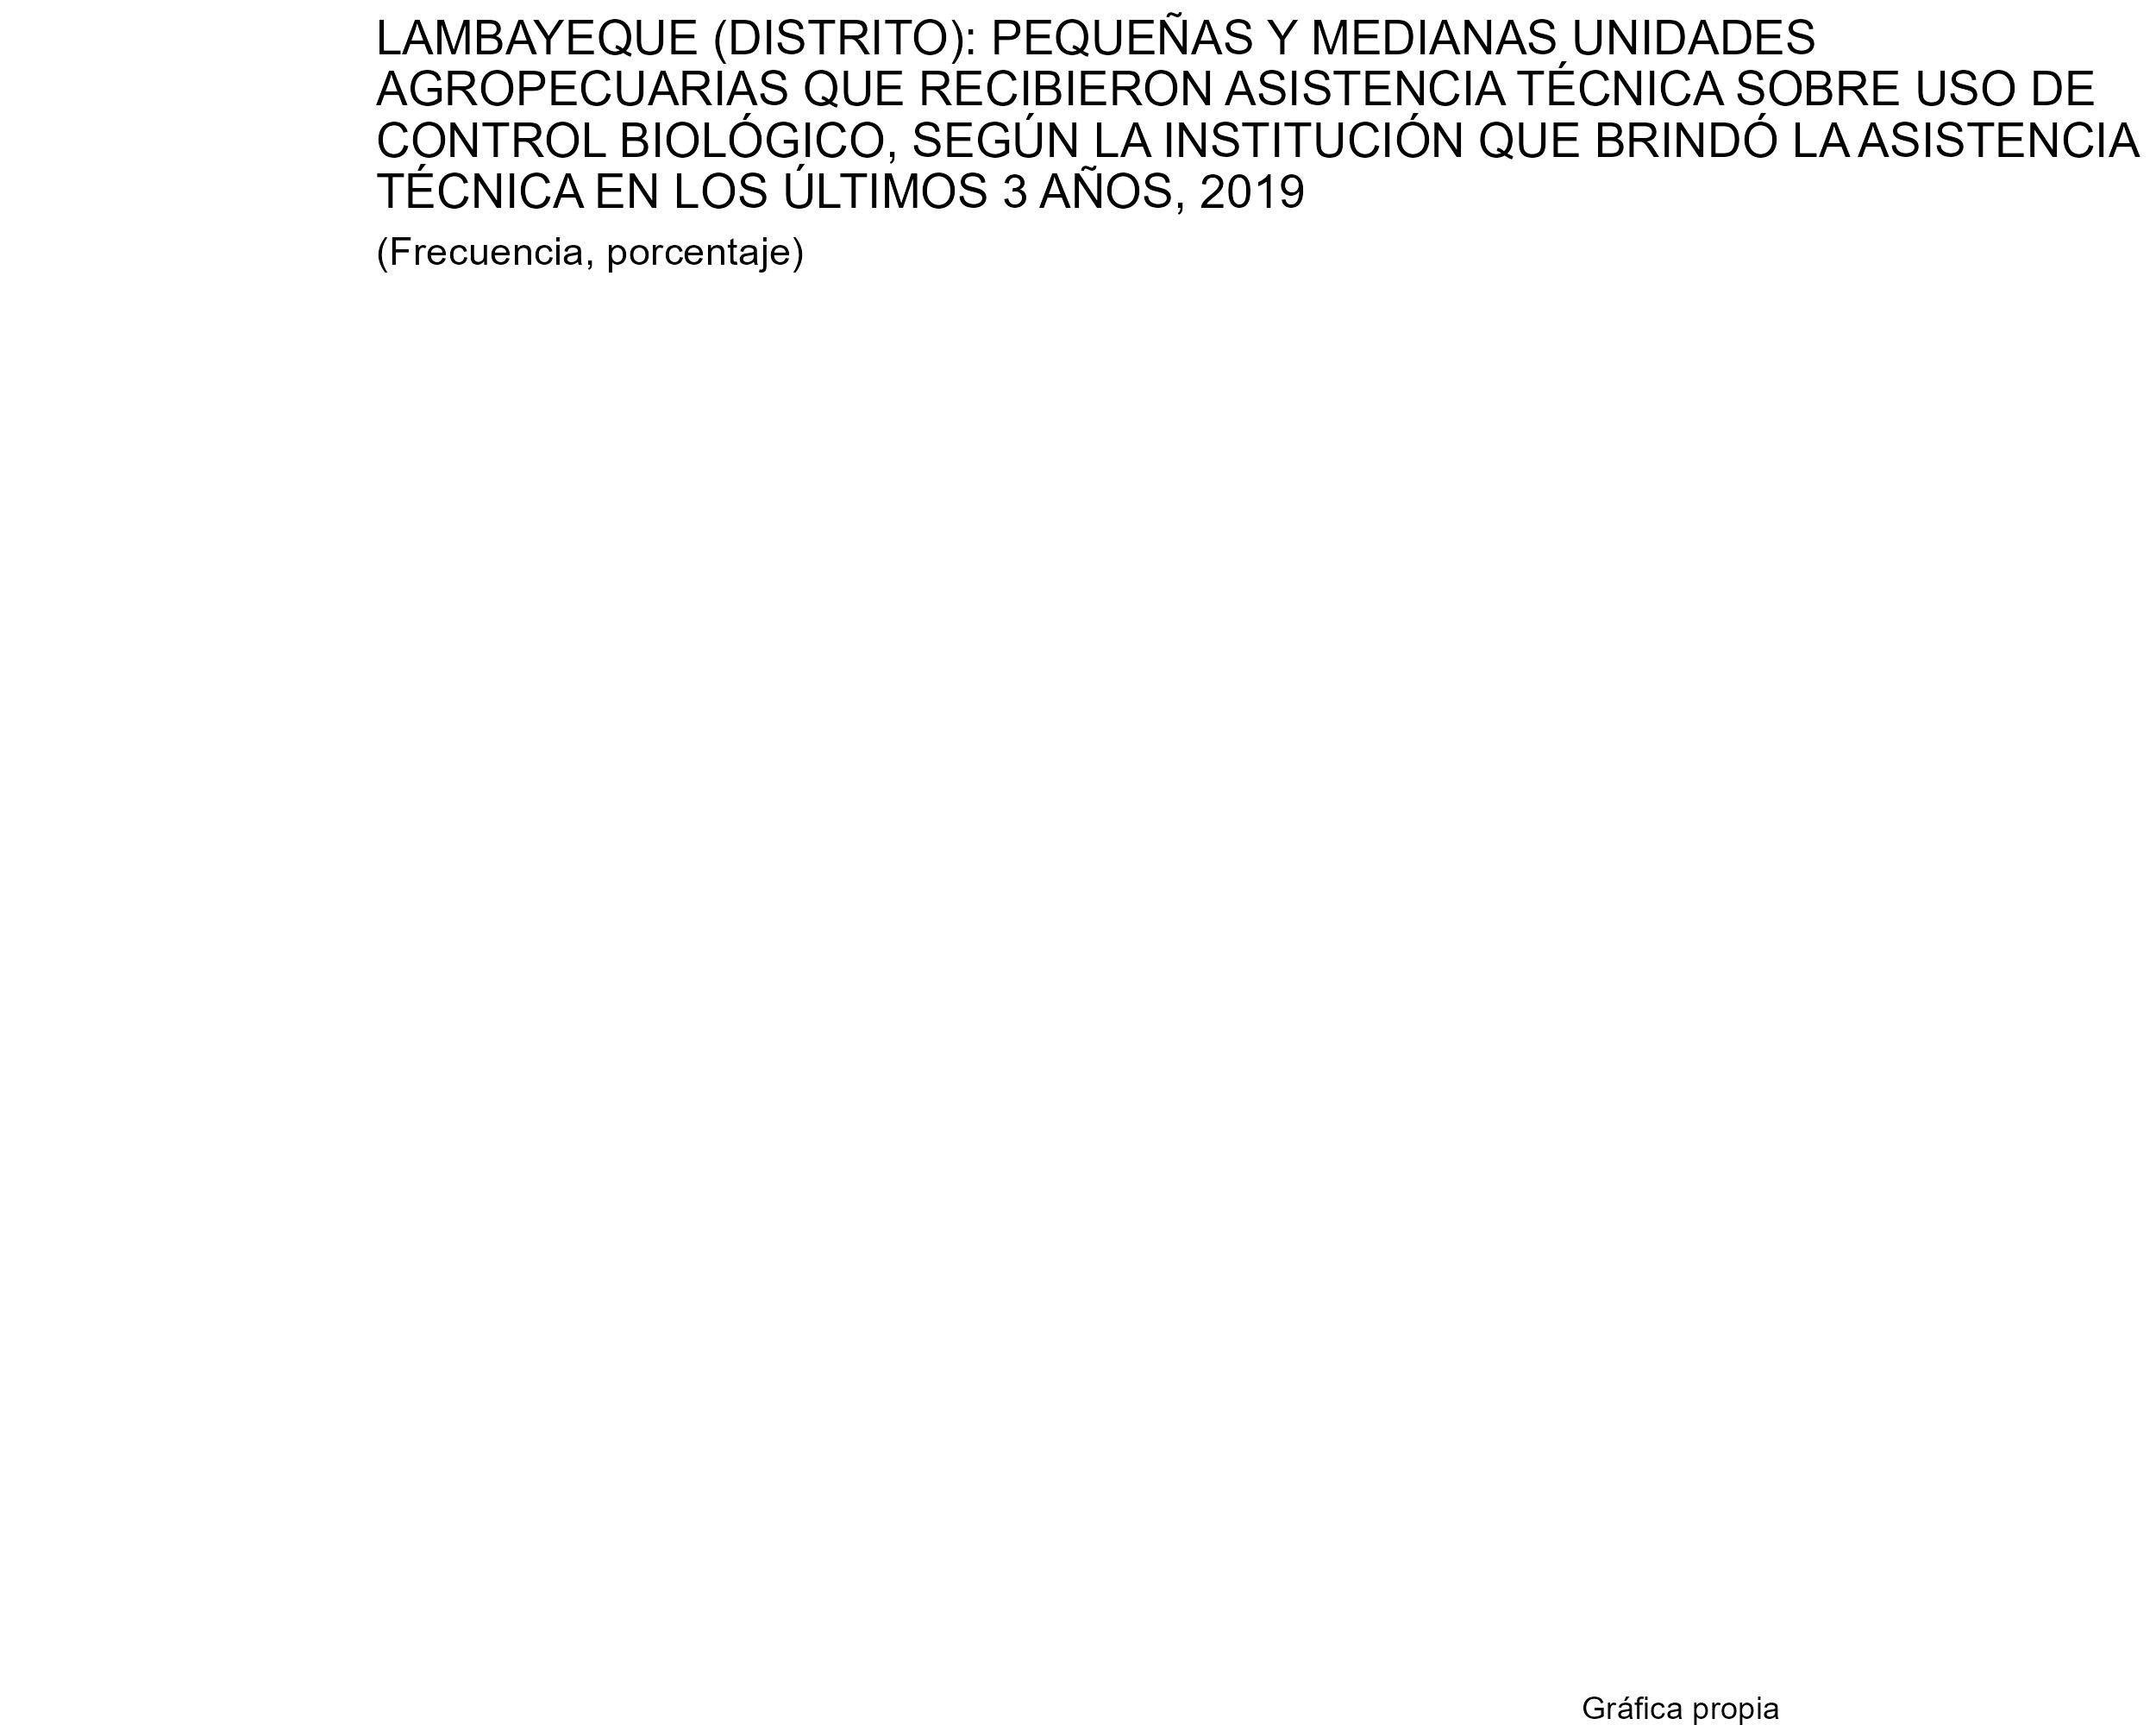 LAMBAYEQUE (DISTRITO): PEQUEÑAS Y MEDIANAS UNIDADES
AGROPECUARIAS QUE RECIBIERON ASISTENCIA TÉCNICA SOBRE USO DE
CONTROL BIOLÓGICO, SEGÚN LA INSTITUCIÓN QUE BRINDÓ LA ASISTENCIA
TÉCNICA EN LOS ÚLTIMOS 3 AÑOS, 2019
(Frecuencia, porcentaje)
Gráfica propia